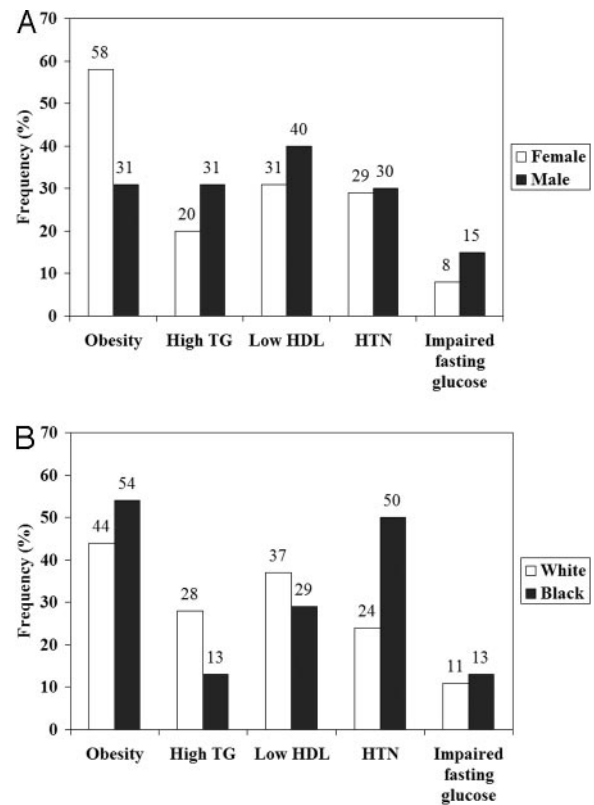 A
70
60
50
40
30
20
10
0
Frequency (%)
58
31
20
31
31
40
29
30
8
15
Obesity
High TG
Low HDL
HTN
Impaired
fasting
glucose
Female
Male
B
70
60
50
40
30
20
10
0
Frequency (%)
44
54
28
13
37
29
24
50
11
13
Obesity
High TG
Low HDL
HTN
Impaired
fasting
glucose
White
Black